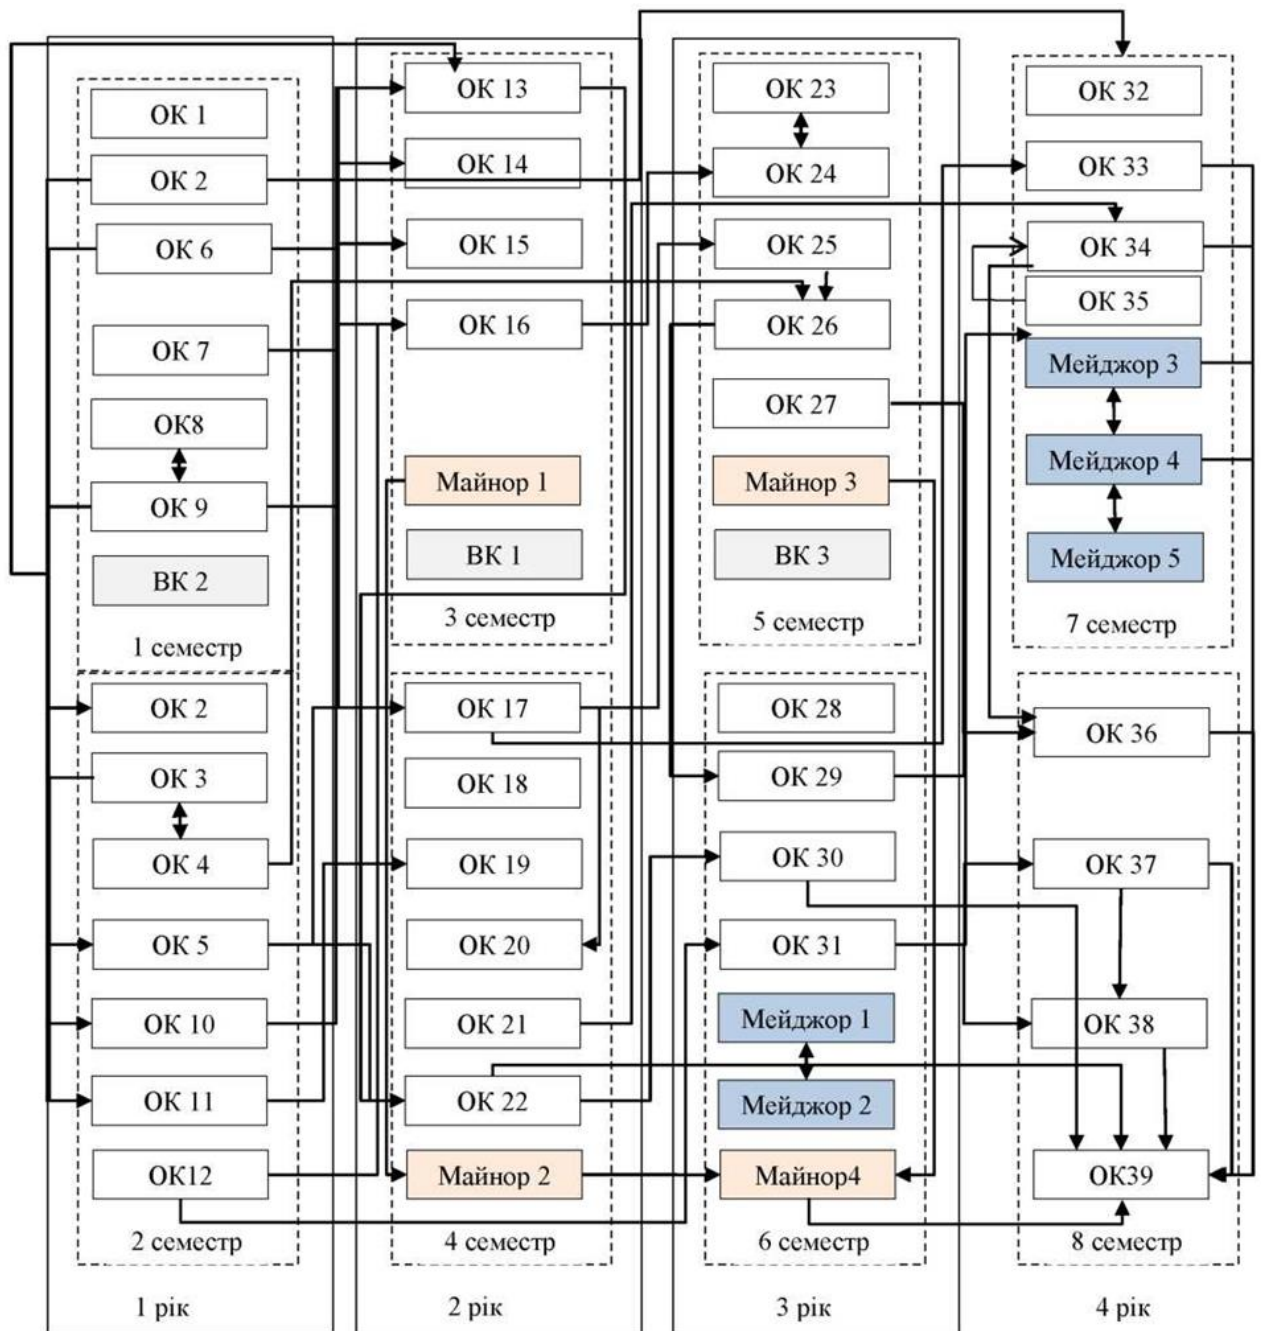 ОК 1
ОК 2
ОК 6
ОК 7
ОК8
ОК 9
ВК 2
1 семестр
ОК 2
ОК 3
ОК 4
ОК 5
ОК 10
ОК 11
ОК12
2 семестр
1 рік
ОК 13
ОК 14
ОК 15
ОК 16
Майнор 1
ВК 1
3 семестр
ОК 17
ОК 18
ОК 19
ОК 20
ОК 21
ОК 22
Майнор 2
4 семестр
2 рік
ОК 23
ОК 24
ОК 25
ОК 26
ОК 27
Майнор 3
ВК 3
5 семестр
ОК 28
ОК 29
ОК 30
ОК 31
Мейджор 1
Мейджор 2
Майнор4
6 семестр
3 рік
ОК 32
ОК 33
ОК 34
ОК 35
Мейджор 3
Мейджор 4
Мейджор 5
7 семестр
ОК 36
ОК 37
ОК 38
ОК39
8 семестр
4 рік